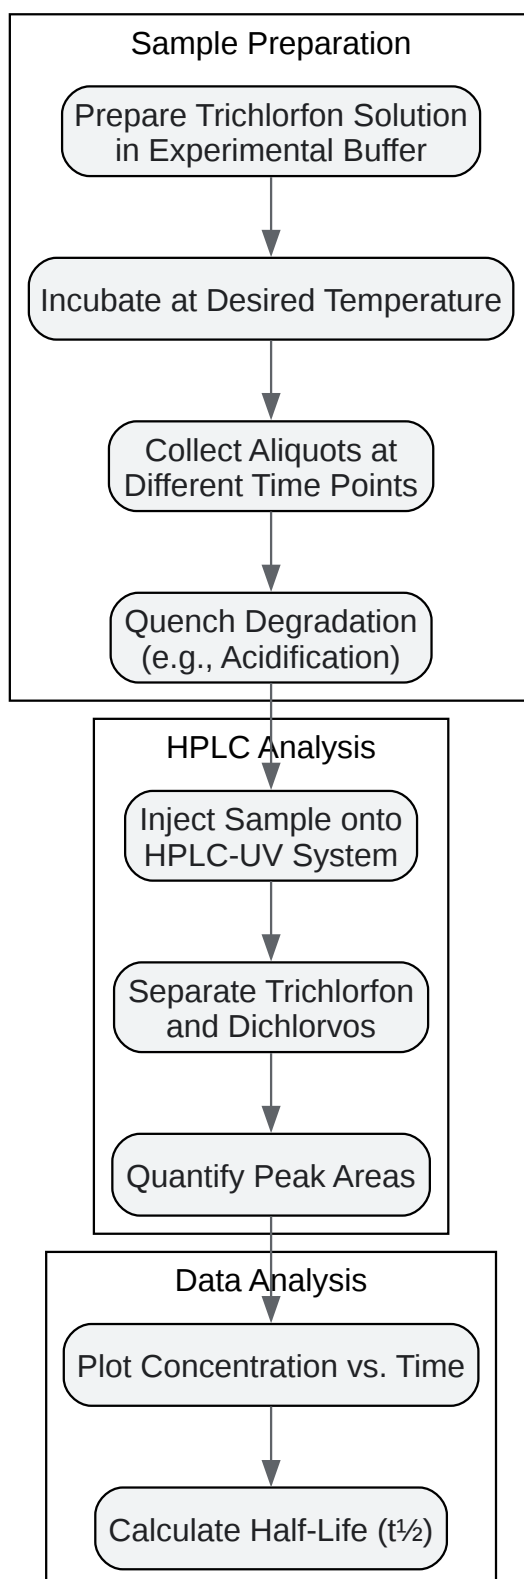 Sample Preparation
Prepare Trichlorfon Solution
in Experimental Buffer
Incubate at Desired Temperature
Collect Aliquots at
Different Time Points
Quench Degradation
(e.g., Acidification)
HPLC Analysis
Inject Sample onto
HPLC-UV System
Separate Trichlorfon
and Dichlorvos
Quantify Peak Areas
Data Analysis
Plot Concentration vs. Time
Calculate Half-Life (t½)